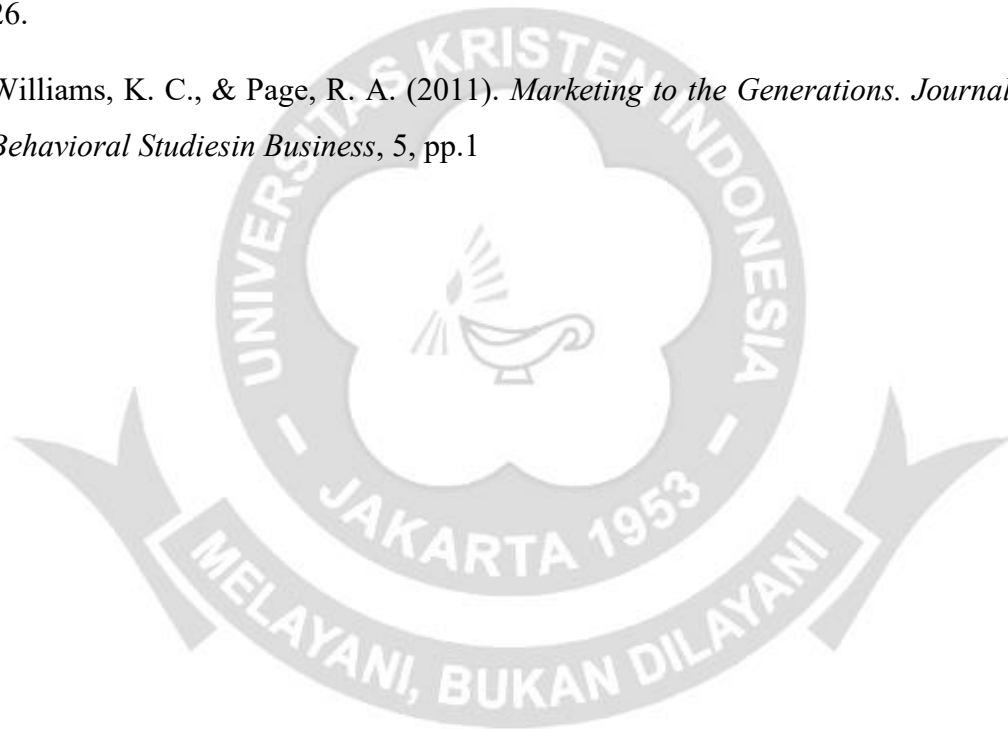 26.
Williams, K. C., & Page, R. A. (2011). Marketing to the Generations. Journal
Behavioral Studiesin Business, 5, pp.1
UNIVERSITAS KRISTEN INDONESIA
- JAKARTA 1953 -
MELAYANI, BUKAN DILAYANI